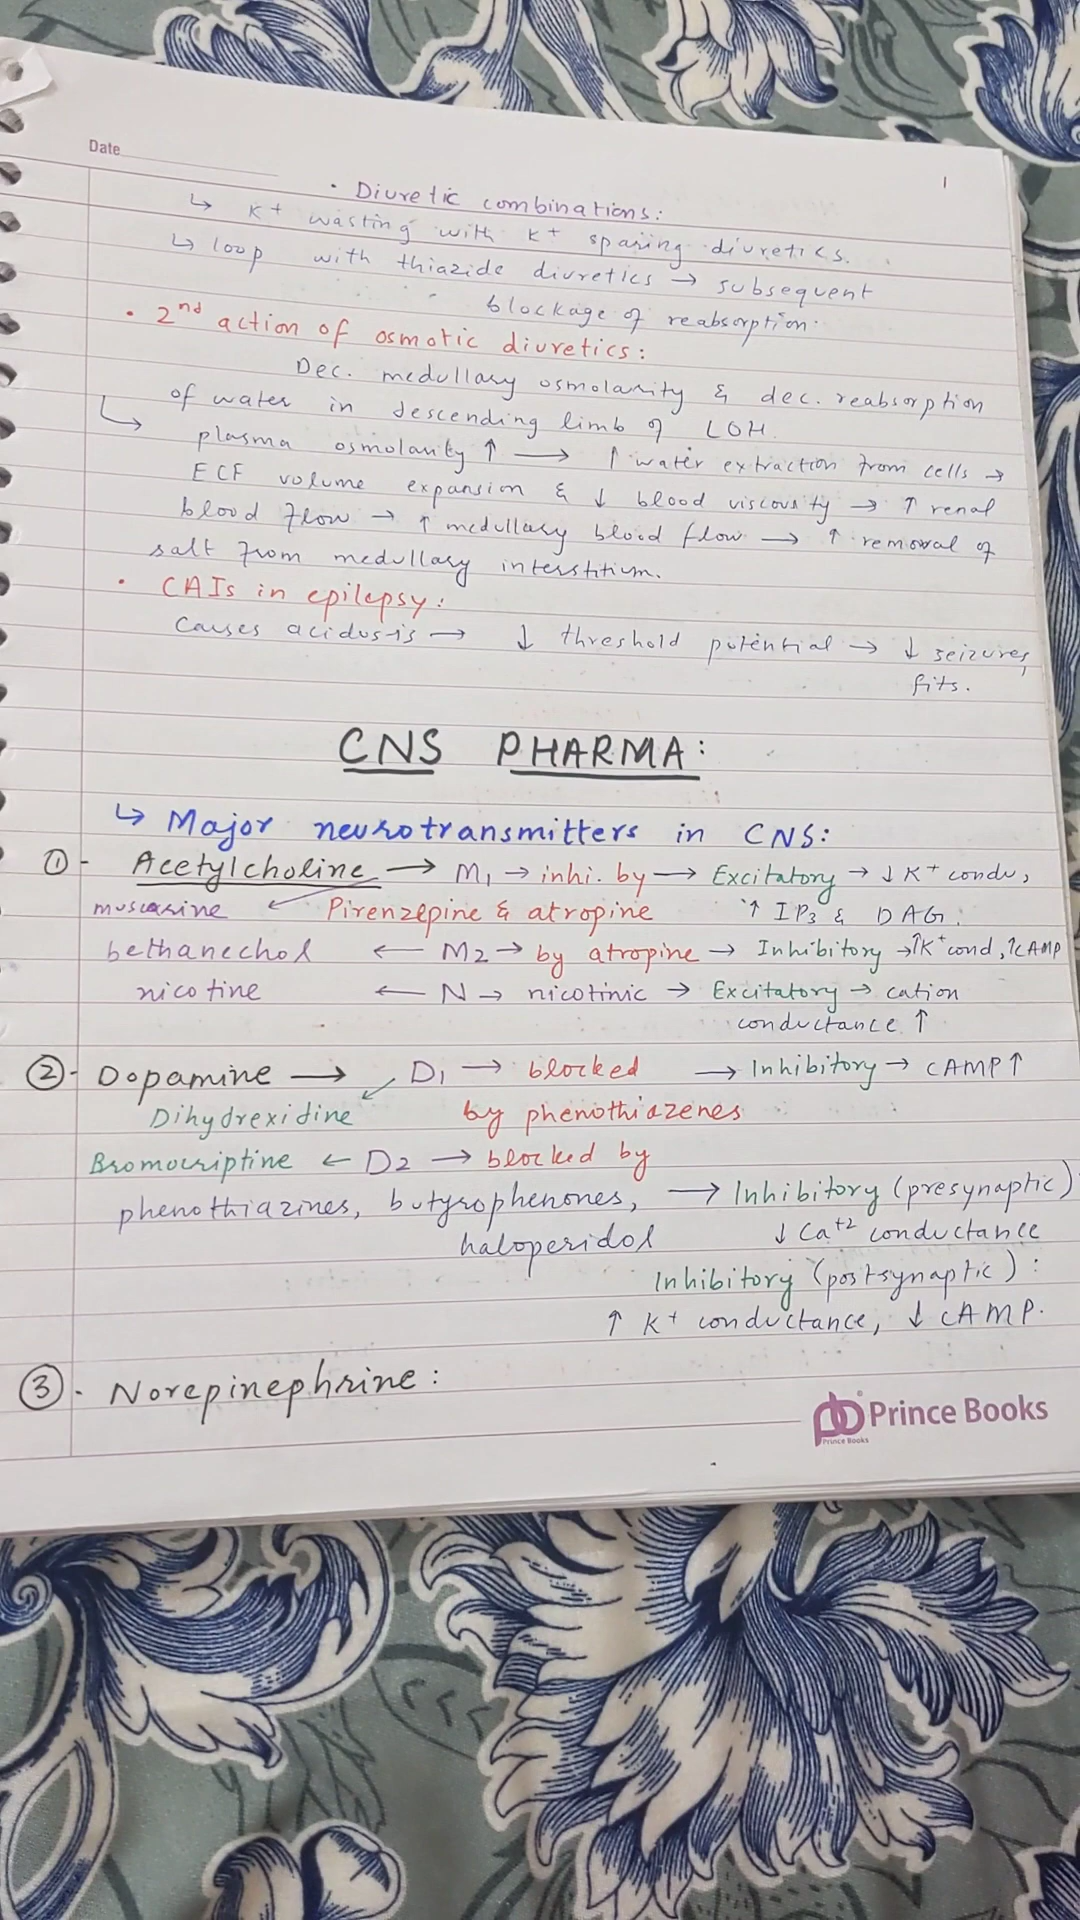 Date
1
• Diuretic combinations:
↳ K+ wasting with K+ sparing diuretics.
↳ loop with thiazide diuretics → subsequent
blockage of reabsorption.
• 2nd action of osmotic diuretics:
Dec. medullary osmolarity & dec. reabsorption
of water in descending limb of LOH.
↳ plasma osmolarity ↑ → ↑ water extraction from cells →
ECF volume expansion & ↓ blood viscosity → ↑ renal
blood flow → ↑ medullary blood flow → ↑ removal of
salt from medullary interstitium.
• CAIs in epilepsy:
Causes acidosis → ↓ threshold potential → ↓ seizures,
fits.
CNS PHARMA:
↳ Major neurotransmitters in CNS:
① - Acetylcholine → M1 → inhi. by → Excitatory → ↓ K+ condu,
muscarine ← Pirenzepine & atropine ↑ IP3 & DAG.
bethanechol ← M2 → by atropine → Inhibitory → ↑K+ cond, ↑cAMP
nicotine ← N → nicotinic → Excitatory → cation
conductance ↑
② - Dopamine → D1 → blocked → Inhibitory → cAMP ↑
Dihydrexidine by phenothiazenes
Bromocriptine ← D2 → blocked by
phenothiazines, butyrophenones, → Inhibitory (presynaptic)
haloperidol ↓ Ca+2 conductance
Inhibitory (postsynaptic) :
↑ K+ conductance, ↓ cAMP.
③ - Norepinephrine :
Prince Books
Prince Books